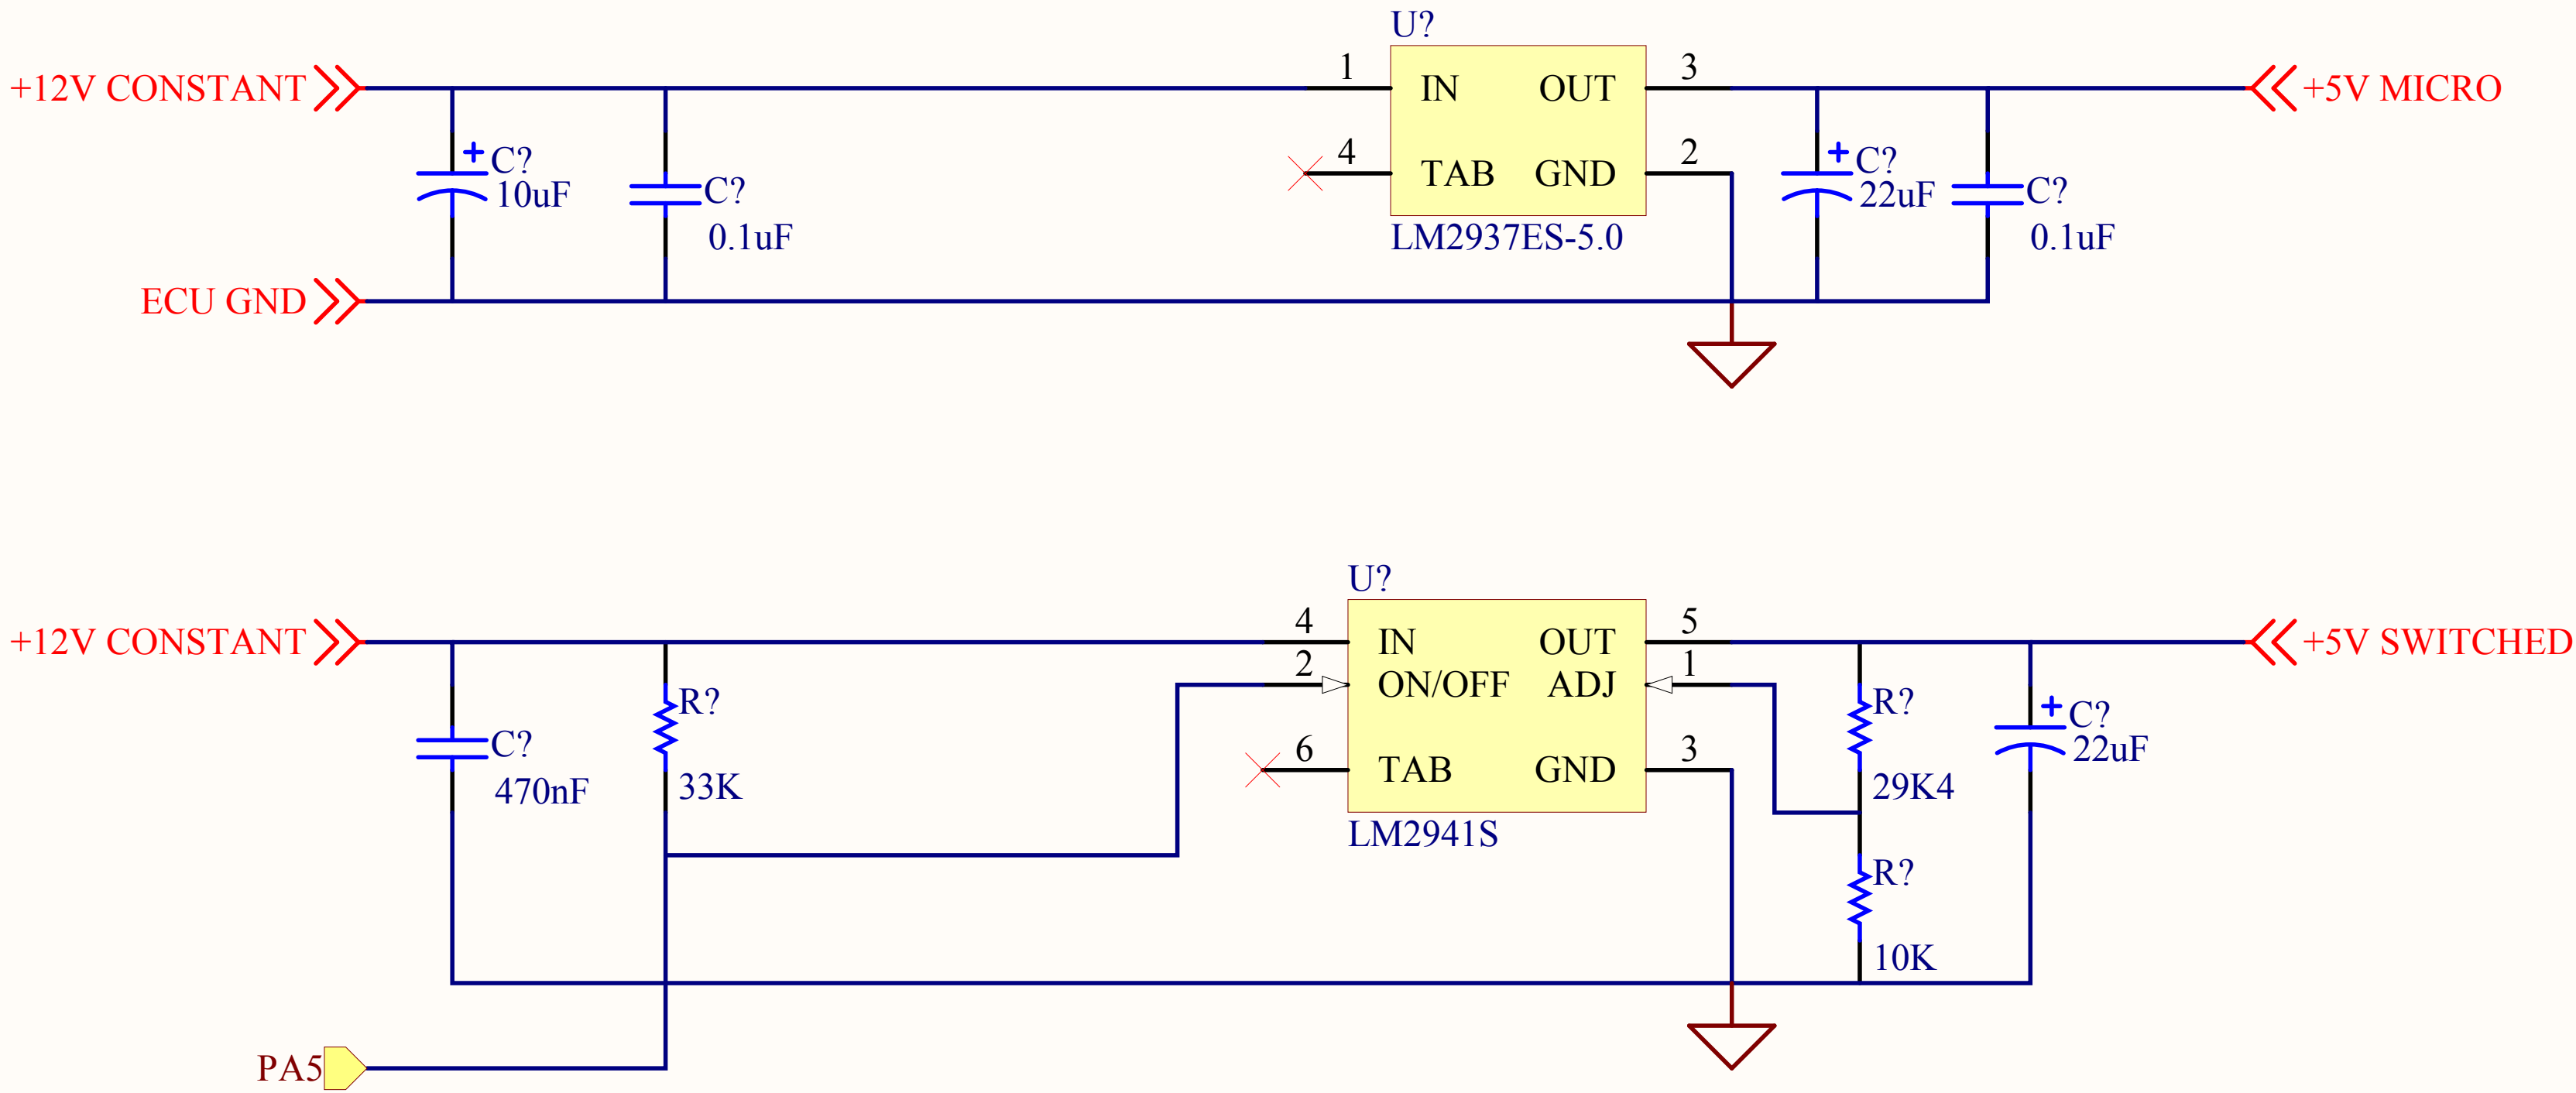 U?
+12V CONSTANT
1
IN
OUT
3
+5V MICRO
4
TAB
GND
2
C?
10uF
C?
0.1uF
C?
22uF
C?
0.1uF
LM2937ES-5.0
ECU GND
U?
+12V CONSTANT
4
IN
OUT
5
+5V SWITCHED
2
ON/OFF
ADJ
1
6
TAB
GND
3
C?
470nF
R?
33K
R?
29K4
C?
22uF
LM2941S
R?
10K
PA5